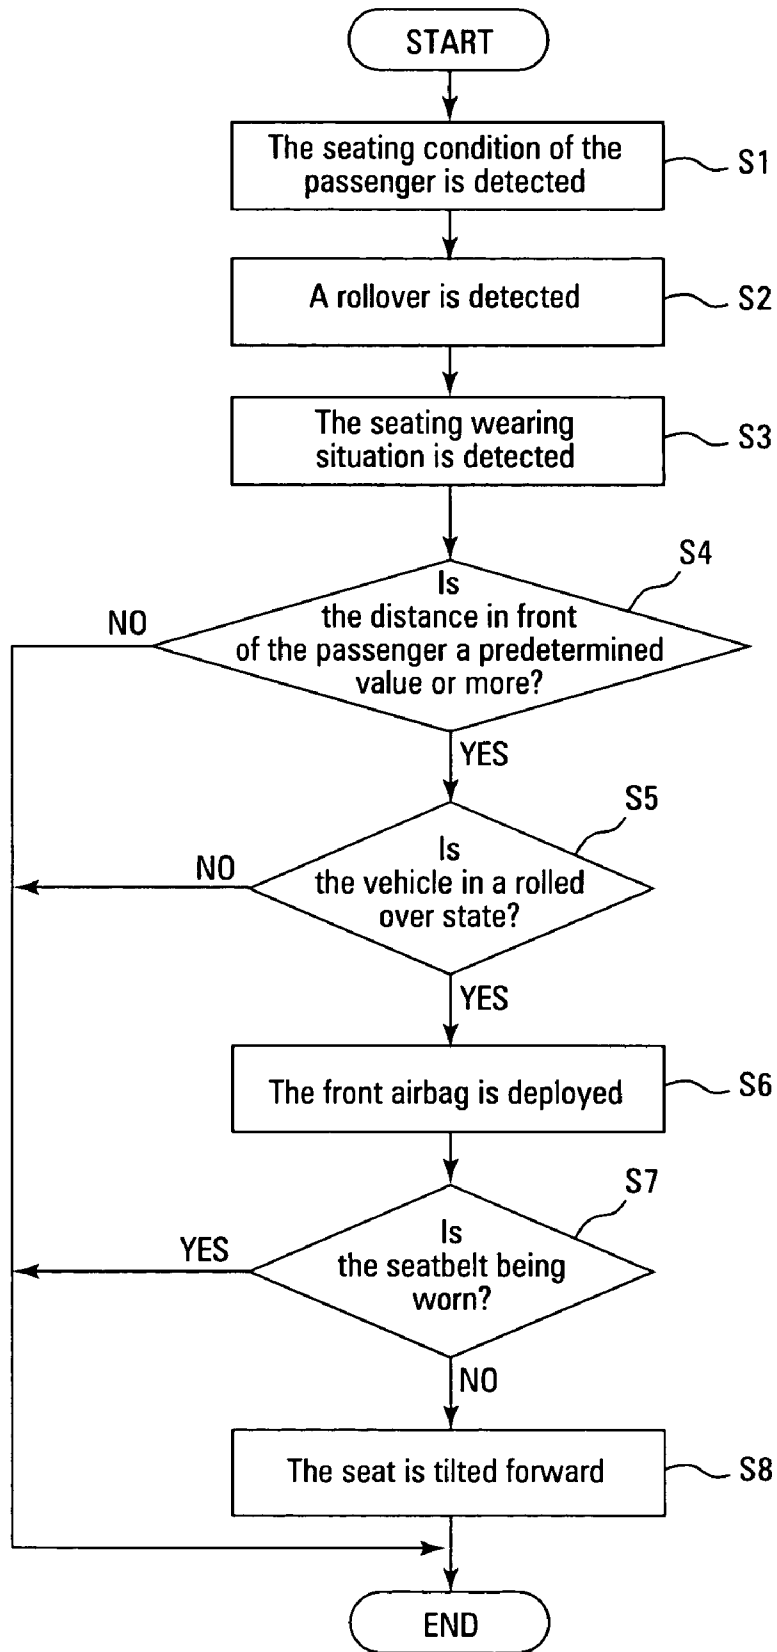 START
The seating condition of the
passenger is detected
S1
A rollover is detected
S2
The seating wearing
situation is detected
S3
S4
Is
the distance in front
of the passenger a predetermined
value or more?
NO
YES
S5
Is
the vehicle in a rolled
over state?
NO
YES
The front airbag is deployed
S6
S7
Is
the seatbelt being
worn?
YES
NO
The seat is tilted forward
S8
END